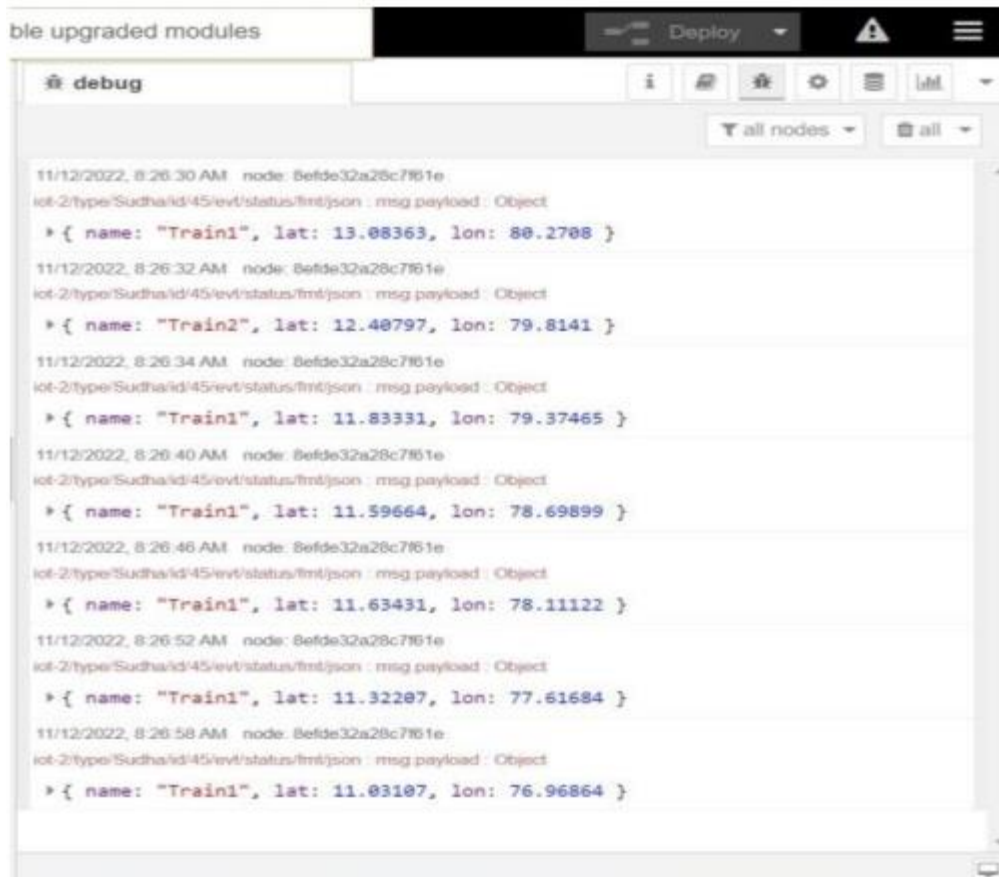 ble upgraded modules
Deploy
debug
i
all nodes
all
11/12/2022, 8:26:30 AM node: 8efde32a28c7f61e
iot-2/type/Sudha/id/45/evt/status/fmt/json : msg.payload : Object
{ name: "Train1", lat: 13.08363, lon: 80.2708 }
11/12/2022, 8:26:32 AM node: 8efde32a28c7f61e
iot-2/type/Sudha/id/45/evt/status/fmt/json : msg.payload : Object
{ name: "Train2", lat: 12.40797, lon: 79.8141 }
11/12/2022, 8:26:34 AM node: 8efde32a28c7f61e
iot-2/type/Sudha/id/45/evt/status/fmt/json : msg.payload : Object
{ name: "Train1", lat: 11.83331, lon: 79.37465 }
11/12/2022, 8:26:40 AM node: 8efde32a28c7f61e
iot-2/type/Sudha/id/45/evt/status/fmt/json : msg.payload : Object
{ name: "Train1", lat: 11.59664, lon: 78.69899 }
11/12/2022, 8:26:46 AM node: 8efde32a28c7f61e
iot-2/type/Sudha/id/45/evt/status/fmt/json : msg.payload : Object
{ name: "Train1", lat: 11.63431, lon: 78.11122 }
11/12/2022, 8:26:52 AM node: 8efde32a28c7f61e
iot-2/type/Sudha/id/45/evt/status/fmt/json : msg.payload : Object
{ name: "Train1", lat: 11.32207, lon: 77.61684 }
11/12/2022, 8:26:58 AM node: 8efde32a28c7f61e
iot-2/type/Sudha/id/45/evt/status/fmt/json : msg.payload : Object
{ name: "Train1", lat: 11.03107, lon: 76.96864 }